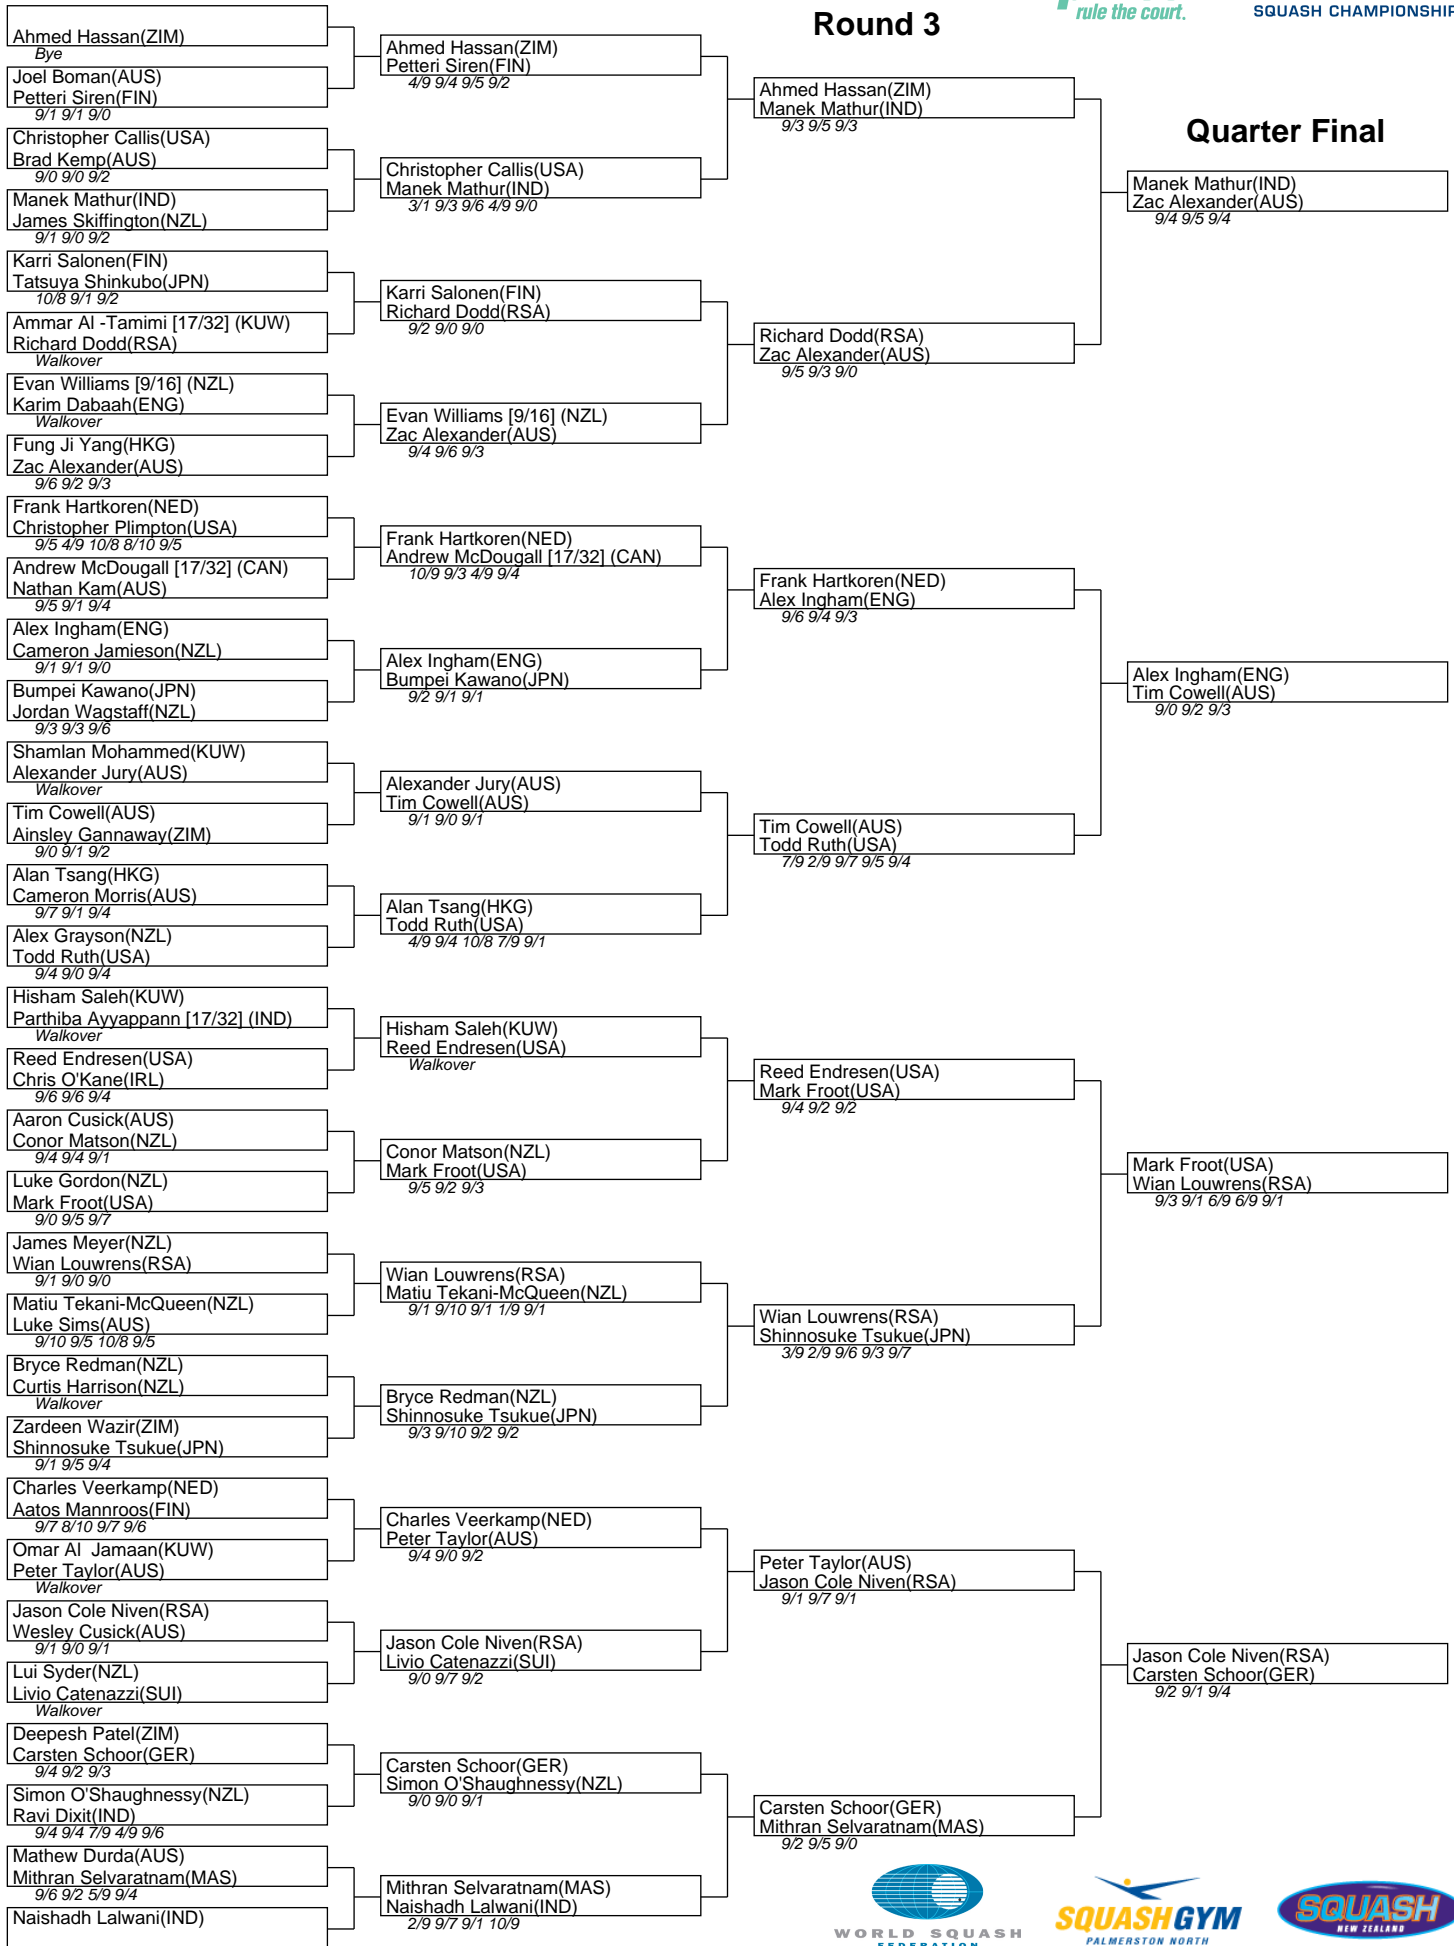 Round 3
rule the court.
SQUASH CHAMPIONSHIP
Quarter Final
Ahmed Hassan(ZIM)
Bye
Joel Boman(AUS)
Petteri Siren(FIN)
9/1 9/1 9/0
Christopher Callis(USA)
Brad Kemp(AUS)
9/0 9/0 9/2
Manek Mathur(IND)
James Skiffington(NZL)
9/1 9/0 9/2
Karri Salonen(FIN)
Tatsuya Shinkubo(JPN)
10/8 9/1 9/2
Ammar Al -Tamimi [17/32] (KUW)
Richard Dodd(RSA)
Walkover
Evan Williams [9/16] (NZL)
Karim Dabaah(ENG)
Walkover
Fung Ji Yang(HKG)
Zac Alexander(AUS)
9/6 9/2 9/3
Frank Hartkoren(NED)
Christopher Plimpton(USA)
9/5 4/9 10/8 8/10 9/5
Andrew McDougall [17/32] (CAN)
Nathan Kam(AUS)
9/5 9/1 9/4
Alex Ingham(ENG)
Cameron Jamieson(NZL)
9/1 9/1 9/0
Bumpei Kawano(JPN)
Jordan Wagstaff(NZL)
9/3 9/3 9/6
Shamlan Mohammed(KUW)
Alexander Jury(AUS)
Walkover
Tim Cowell(AUS)
Ainsley Gannaway(ZIM)
9/0 9/1 9/2
Alan Tsang(HKG)
Cameron Morris(AUS)
9/7 9/1 9/4
Alex Grayson(NZL)
Todd Ruth(USA)
9/4 9/0 9/4
Hisham Saleh(KUW)
Parthiba Ayyappann [17/32] (IND)
Walkover
Reed Endresen(USA)
Chris O'Kane(IRL)
9/6 9/6 9/4
Aaron Cusick(AUS)
Conor Matson(NZL)
9/4 9/4 9/1
Luke Gordon(NZL)
Mark Froot(USA)
9/0 9/5 9/7
James Meyer(NZL)
Wian Louwrens(RSA)
9/1 9/0 9/0
Matiu Tekani-McQueen(NZL)
Luke Sims(AUS)
9/10 9/5 10/8 9/5
Bryce Redman(NZL)
Curtis Harrison(NZL)
Walkover
Zardeen Wazir(ZIM)
Shinnosuke Tsukue(JPN)
9/1 9/5 9/4
Charles Veerkamp(NED)
Aatos Mannroos(FIN)
9/7 8/10 9/7 9/6
Omar Al  Jamaan(KUW)
Peter Taylor(AUS)
Walkover
Jason Cole Niven(RSA)
Wesley Cusick(AUS)
9/1 9/0 9/1
Lui Syder(NZL)
Livio Catenazzi(SUI)
Walkover
Deepesh Patel(ZIM)
Carsten Schoor(GER)
9/4 9/2 9/3
Simon O'Shaughnessy(NZL)
Ravi Dixit(IND)
9/4 9/4 7/9 4/9 9/6
Mathew Durda(AUS)
Mithran Selvaratnam(MAS)
9/6 9/2 5/9 9/4
Naishadh Lalwani(IND)
Ahmed Hassan(ZIM)
Petteri Siren(FIN)
4/9 9/4 9/5 9/2
Christopher Callis(USA)
Manek Mathur(IND)
3/1 9/3 9/6 4/9 9/0
Karri Salonen(FIN)
Richard Dodd(RSA)
9/2 9/0 9/0
Evan Williams [9/16] (NZL)
Zac Alexander(AUS)
9/4 9/6 9/3
Frank Hartkoren(NED)
Andrew McDougall [17/32] (CAN)
10/9 9/3 4/9 9/4
Alex Ingham(ENG)
Bumpei Kawano(JPN)
9/2 9/1 9/1
Alexander Jury(AUS)
Tim Cowell(AUS)
9/1 9/0 9/1
Alan Tsang(HKG)
Todd Ruth(USA)
4/9 9/4 10/8 7/9 9/1
Hisham Saleh(KUW)
Reed Endresen(USA)
Walkover
Conor Matson(NZL)
Mark Froot(USA)
9/5 9/2 9/3
Wian Louwrens(RSA)
Matiu Tekani-McQueen(NZL)
9/1 9/10 9/1 1/9 9/1
Bryce Redman(NZL)
Shinnosuke Tsukue(JPN)
9/3 9/10 9/2 9/2
Charles Veerkamp(NED)
Peter Taylor(AUS)
9/4 9/0 9/2
Jason Cole Niven(RSA)
Livio Catenazzi(SUI)
9/0 9/7 9/2
Carsten Schoor(GER)
Simon O'Shaughnessy(NZL)
9/0 9/0 9/1
Mithran Selvaratnam(MAS)
Naishadh Lalwani(IND)
2/9 9/7 9/1 10/9
Ahmed Hassan(ZIM)
Manek Mathur(IND)
9/3 9/5 9/3
Richard Dodd(RSA)
Zac Alexander(AUS)
9/5 9/3 9/0
Frank Hartkoren(NED)
Alex Ingham(ENG)
9/6 9/4 9/3
Tim Cowell(AUS)
Todd Ruth(USA)
7/9 2/9 9/7 9/5 9/4
Reed Endresen(USA)
Mark Froot(USA)
9/4 9/2 9/2
Wian Louwrens(RSA)
Shinnosuke Tsukue(JPN)
3/9 2/9 9/6 9/3 9/7
Peter Taylor(AUS)
Jason Cole Niven(RSA)
9/1 9/7 9/1
Carsten Schoor(GER)
Mithran Selvaratnam(MAS)
9/2 9/5 9/0
Manek Mathur(IND)
Zac Alexander(AUS)
9/4 9/5 9/4
Alex Ingham(ENG)
Tim Cowell(AUS)
9/0 9/2 9/3
Mark Froot(USA)
Wian Louwrens(RSA)
9/3 9/1 6/9 6/9 9/1
Jason Cole Niven(RSA)
Carsten Schoor(GER)
9/2 9/1 9/4
WORLD SQUASH
FEDERATION
SQUASHGYM
PALMERSTON NORTH
SQUASH
NEW ZEALAND